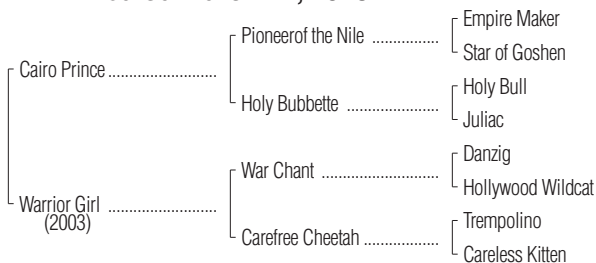 Empire Maker
Pioneerof the Nile ..................
Star of Goshen
Cairo Prince .............................
Holy Bull
Holy Bubbette .........................
Juliac
Danzig
War Chant ................................
Hollywood Wildcat
Warrior Girl .............................
(2003)
Trempolino
Carefree Cheetah ....................
Careless Kitten